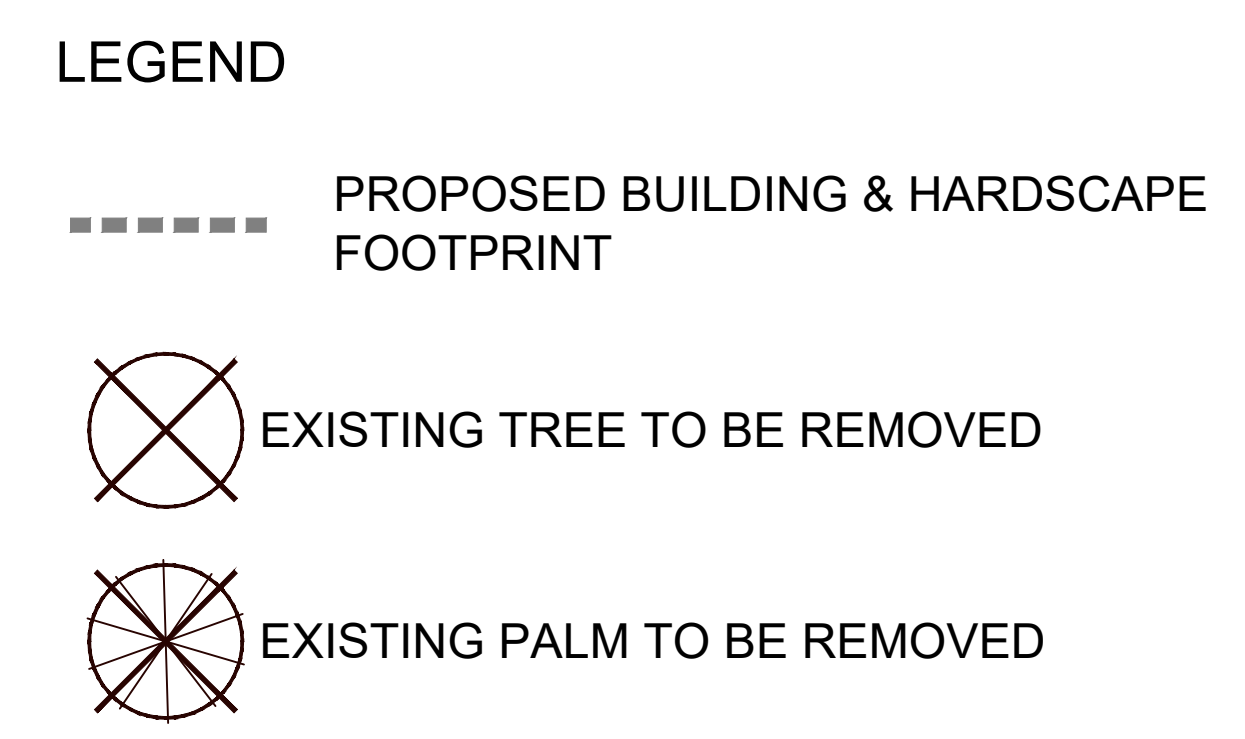 LEGEND
PROPOSED BUILDING & HARDSCAPE
FOOTPRINT
EXISTING TREE TO BE REMOVED
EXISTING PALM TO BE REMOVED